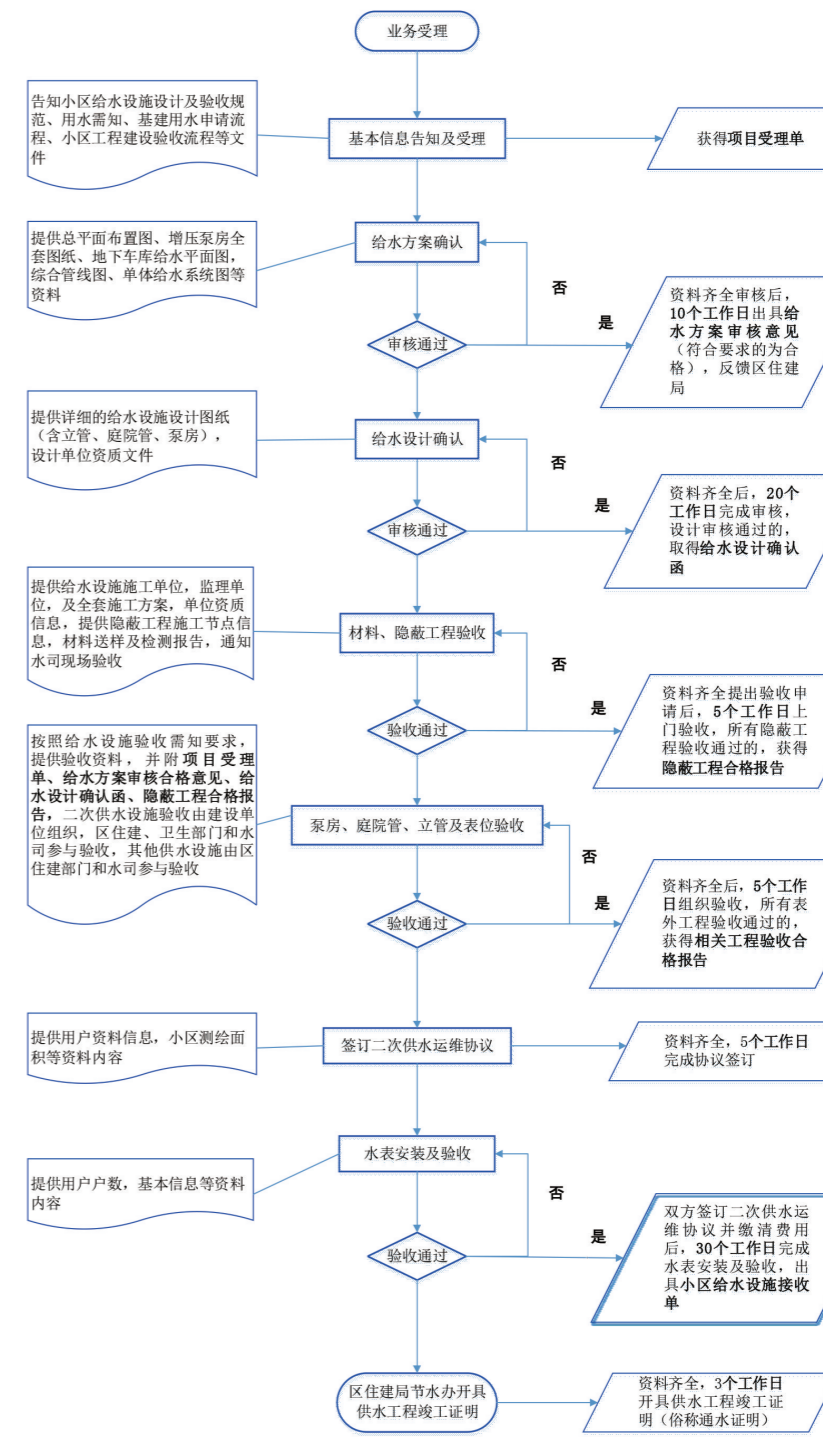 业务受理
告知小区给水设施设计及验收规
范、用水需知、基建用水申请流
程、小区工程建设验收流程等文
件
基本信息告知及受理
获得项目受理单
提供总平面布置图、增压泵房全
套图纸、地下车库给水平面图，
综合管线图、单体给水系统图等
资料
给水方案确认
否
是
审核通过
资料齐全审核后，
10个工作日出具给
水方案审核意见
（符合要求的为合
格），反馈区住建
局
提供详细的给水设施设计图纸
（含立管、庭院管、泵房），
设计单位资质文件
给水设计确认
否
是
审核通过
资料齐全后，20个
工作日完成审核，
设计审核通过的，
取得给水设计确认
函
提供给水设施施工单位，监理单
位，及全套施工方案，单位资质
信息，提供隐蔽工程施工节点信
息，材料送样及检测报告，通知
水司现场验收
材料、隐蔽工程验收
否
是
验收通过
资料齐全提出验收申
请后，5个工作日上
门验收，所有隐蔽工
程验收通过的，获得
隐蔽工程合格报告
按照给水设施验收需知要求，
提供验收资料，并附项目受理
单、给水方案审核合格意见、给
水设计确认函、隐蔽工程合格报
告，二次供水设施验收由建设单
位组织，区住建、卫生部门和水
司参与验收，其他供水设施由区
住建部门和水司参与验收
泵房、庭院管、立管及表位验收
否
是
验收通过
资料齐全后，5个工作
日组织验收，所有表
外工程验收通过的，
获得相关工程验收合
格报告
提供用户资料信息，小区测绘面
积等资料内容
签订二次供水运维协议
资料齐全，5个工作日
完成协议签订
提供用户户数，基本信息等资料
内容
水表安装及验收
否
是
验收通过
双方签订二次供水运
维协议并缴清费用
后，30个工作日完成
水表安装及验收，出
具小区给水设施接收
单
区住建局节水办开具
供水工程竣工证明
资料齐全，3个工作日
开具供水工程竣工证
明（俗称通水证明）